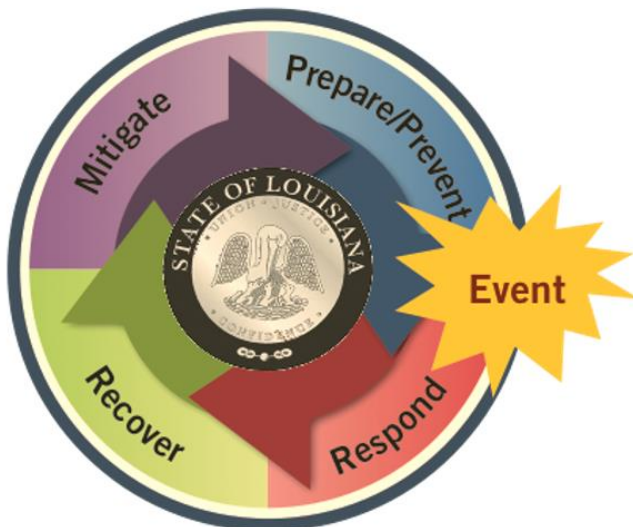 Mitigate
Prepare/Prevent
Event
Respond
Recover
STATE OF LOUISIANA
UNION · JUSTICE
· CONFIDENCE ·